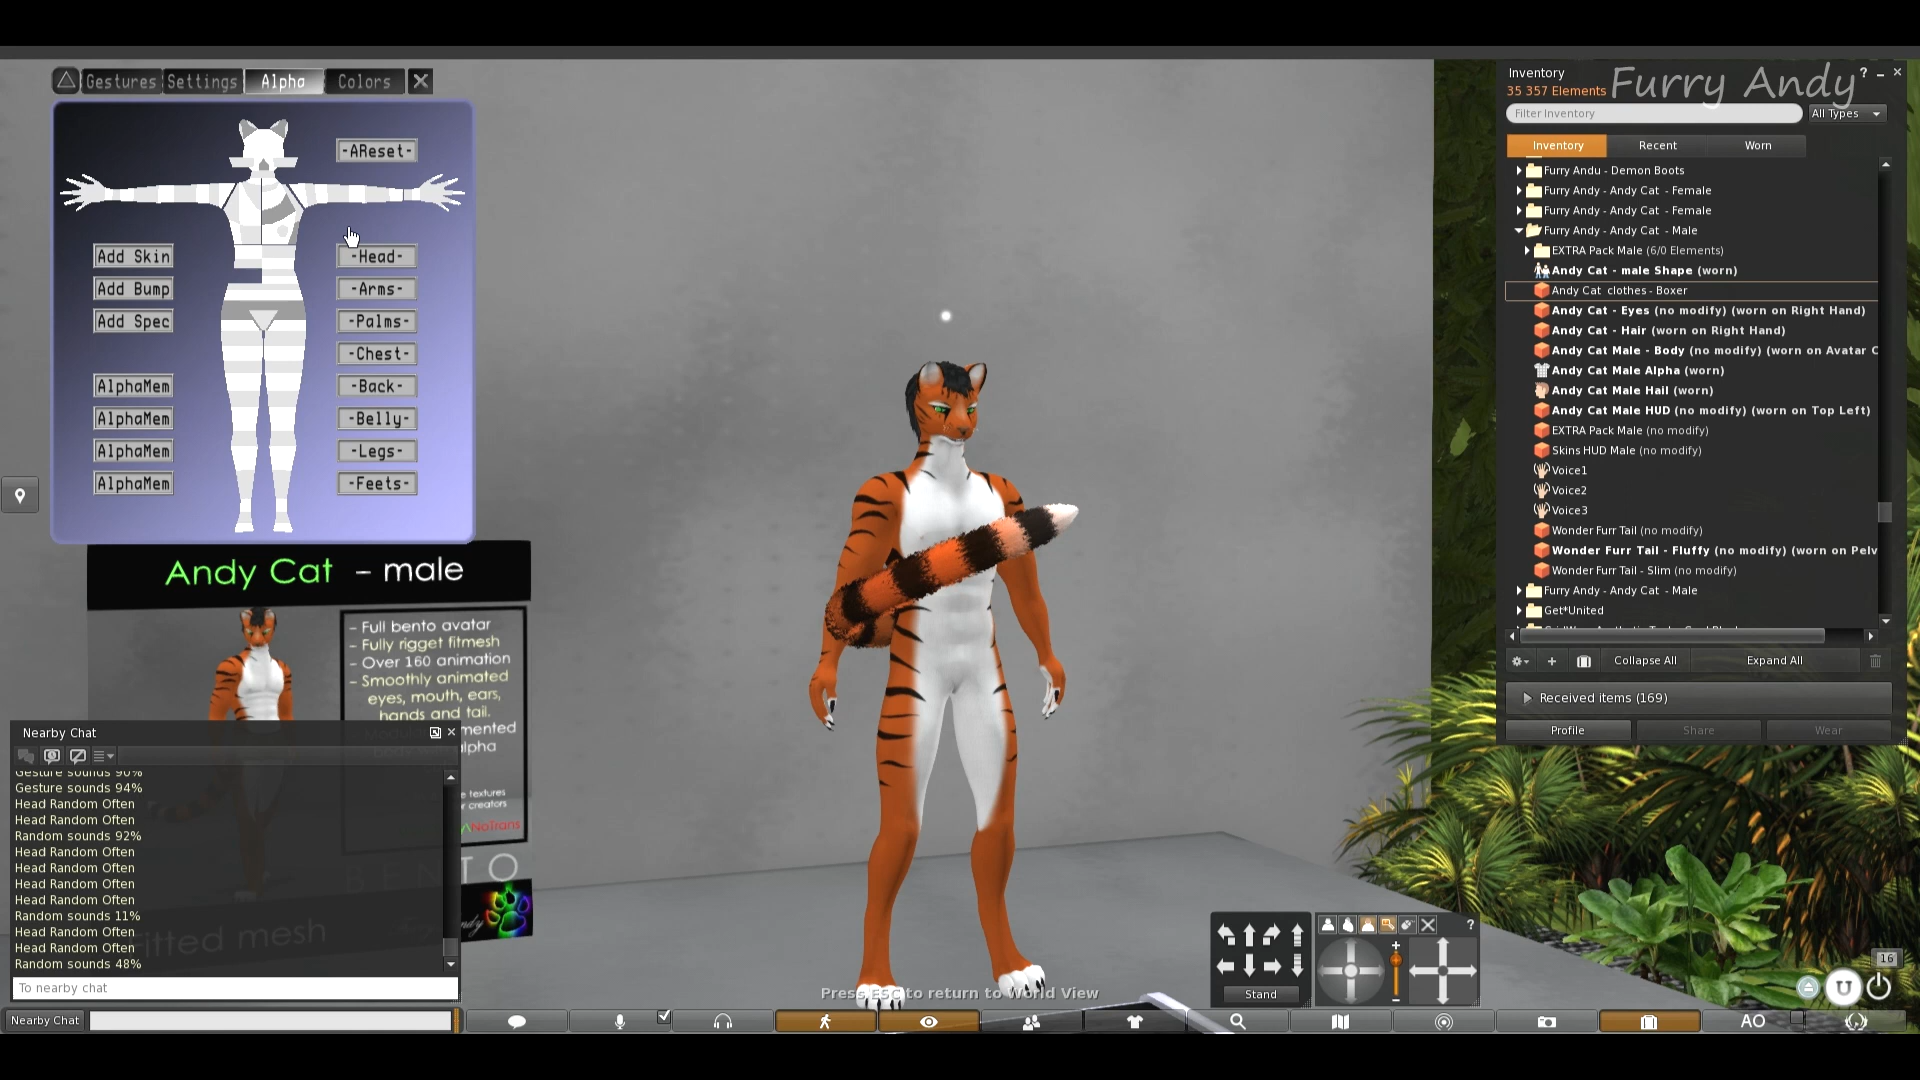 Gestures
Settings
Alpha
Colors
-AReset-
Add Skin
Add Bump
Add Spec
AlphaMem
AlphaMem
AlphaMem
AlphaMem
-Head-
-Arms-
-Palms-
-Chest-
-Back-
-Belly-
-Legs-
-Feets-
Andy Cat - male
- Full bento avatar
- Fully rigget fitmesh
- Over 160 animation
- Smoothly animated
eyes, mouth, ears,
hands and tail.
mented
alpha
textures
creators
NoTrans
BENTO
fitted mesh
Nearby Chat
Gesture sounds 90%
Gesture sounds 94%
Head Random Often
Head Random Often
Random sounds 92%
Head Random Often
Head Random Often
Head Random Often
Head Random Often
Random sounds 11%
Head Random Often
Head Random Often
Random sounds 48%
To nearby chat
Nearby Chat
Press ESC to return to World View
Stand
?
AO
16
Furry Andy
Inventory
?
35 357 Elements
Filter Inventory
All Types
Inventory
Recent
Worn
Furry Andu - Demon Boots
Furry Andy - Andy Cat - Female
Furry Andy - Andy Cat - Female
Furry Andy - Andy Cat - Male
EXTRA Pack Male (6/0 Elements)
Andy Cat - male Shape (worn)
Andy Cat clothes - Boxer
Andy Cat - Eyes (no modify) (worn on Right Hand)
Andy Cat - Hair (worn on Right Hand)
Andy Cat Male - Body (no modify) (worn on Avatar C
Andy Cat Male Alpha (worn)
Andy Cat Male Hail (worn)
Andy Cat Male HUD (no modify) (worn on Top Left)
EXTRA Pack Male (no modify)
Skins HUD Male (no modify)
Voice1
Voice2
Voice3
Wonder Furr Tail (no modify)
Wonder Furr Tail - Fluffy (no modify) (worn on Pelv
Wonder Furr Tail - Slim (no modify)
Furry Andy - Andy Cat - Male
Get*United
Collapse All
Expand All
Received items (169)
Profile
Share
Wear